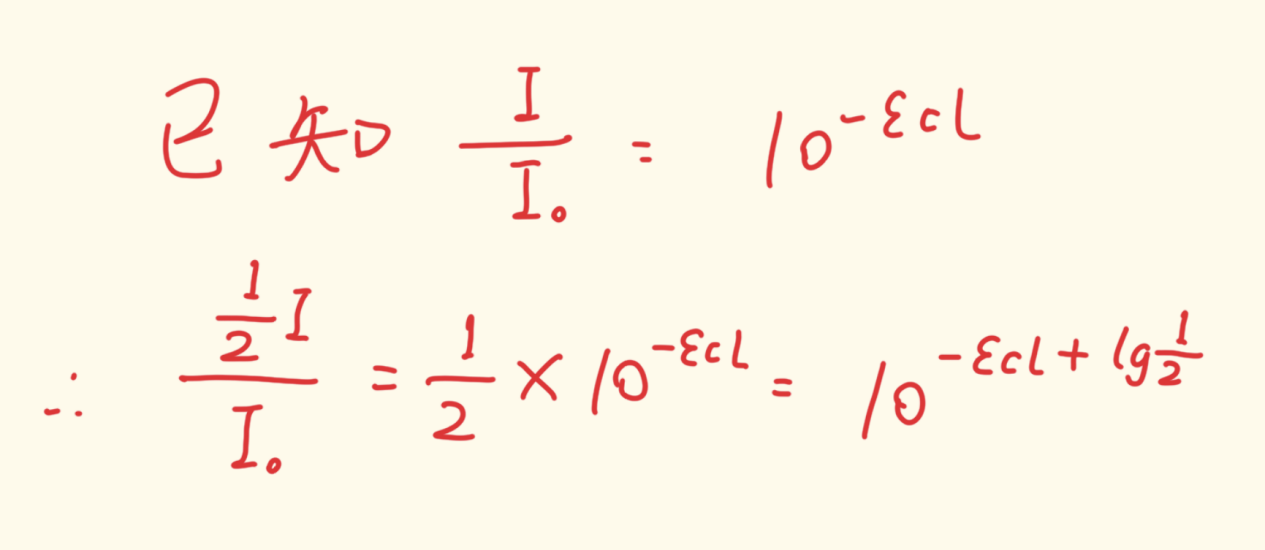 已知 I/I₀ = 10^(-εcl)
∴ (1/2 I)/I₀ = 1/2 × 10^(-εcl) = 10^(-εcl + lg 1/2)